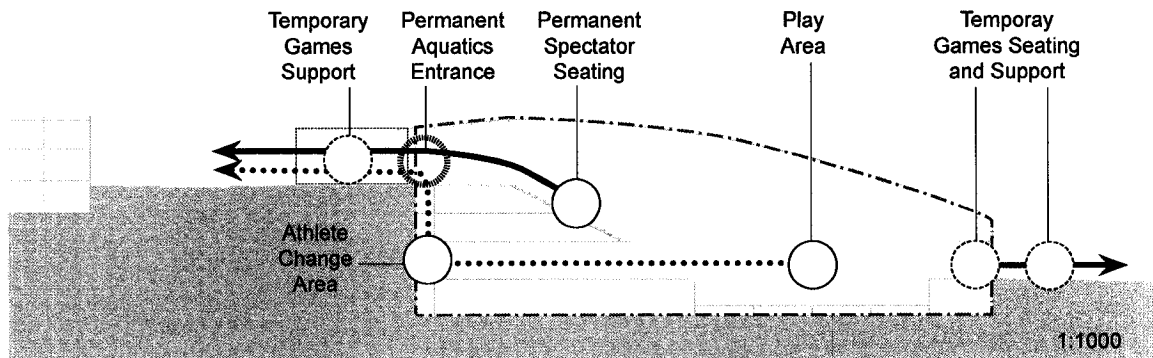 Temporary
Games
Support
Permanent
Aquatics
Entrance
Permanent
Spectator
Seating
Play
Area
Temporay
Games Seating
and Support
Athlete
Change
Area
1:1000